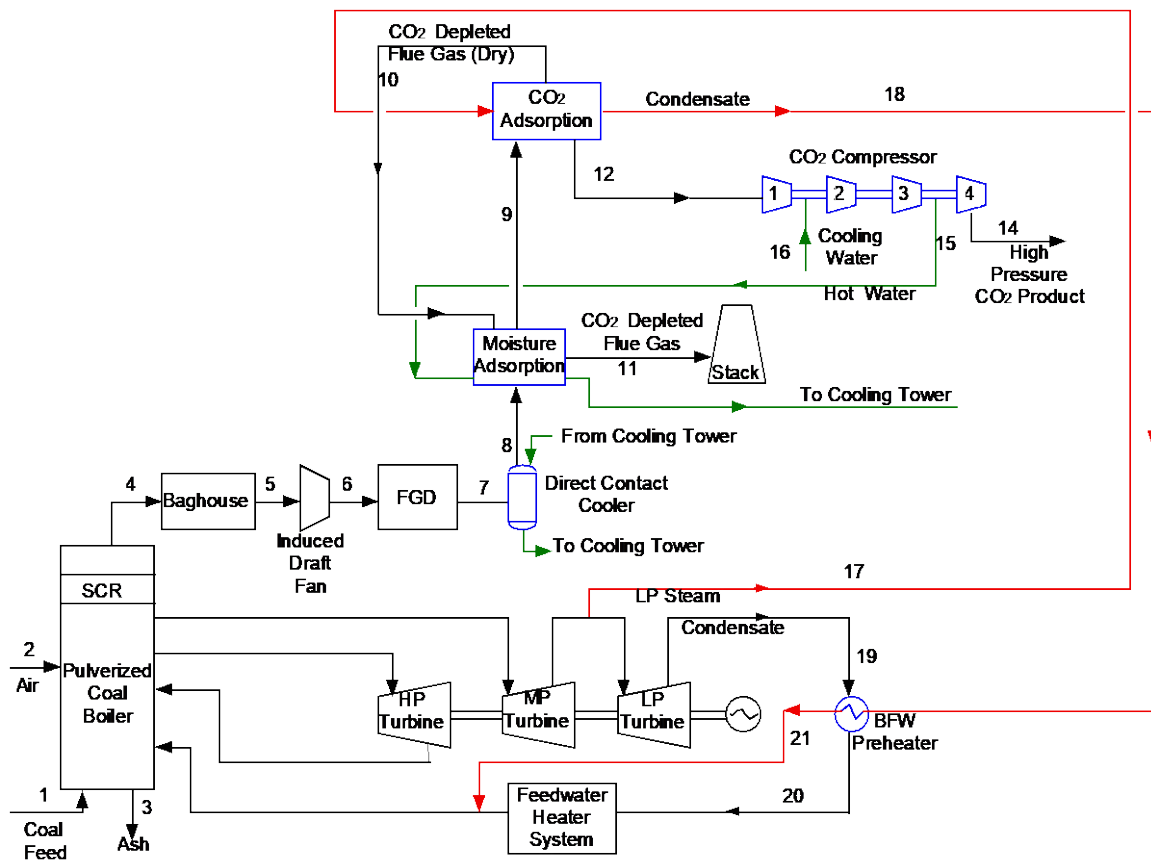 CO2 Depleted
Flue Gas (Dry)
10
CO2
Adsorption
Condensate
18
12
CO2 Compressor
1
2
3
4
9
16
Cooling
Water
15
14
High
Pressure
CO2 Product
Hot Water
Moisture
Adsorption
CO2 Depleted
Flue Gas
11
Stack
To Cooling Tower
8
From Cooling Tower
4
Baghouse
5
6
FGD
7
Direct Contact
Cooler
Induced
Draft
Fan
To Cooling Tower
SCR
17
LP Steam
Condensate
2
Air
Pulverized
Coal
Boiler
19
HP
Turbine
MP
Turbine
LP
Turbine
BFW
Preheater
21
1
Coal
Feed
3
Ash
Feedwater
Heater
System
20